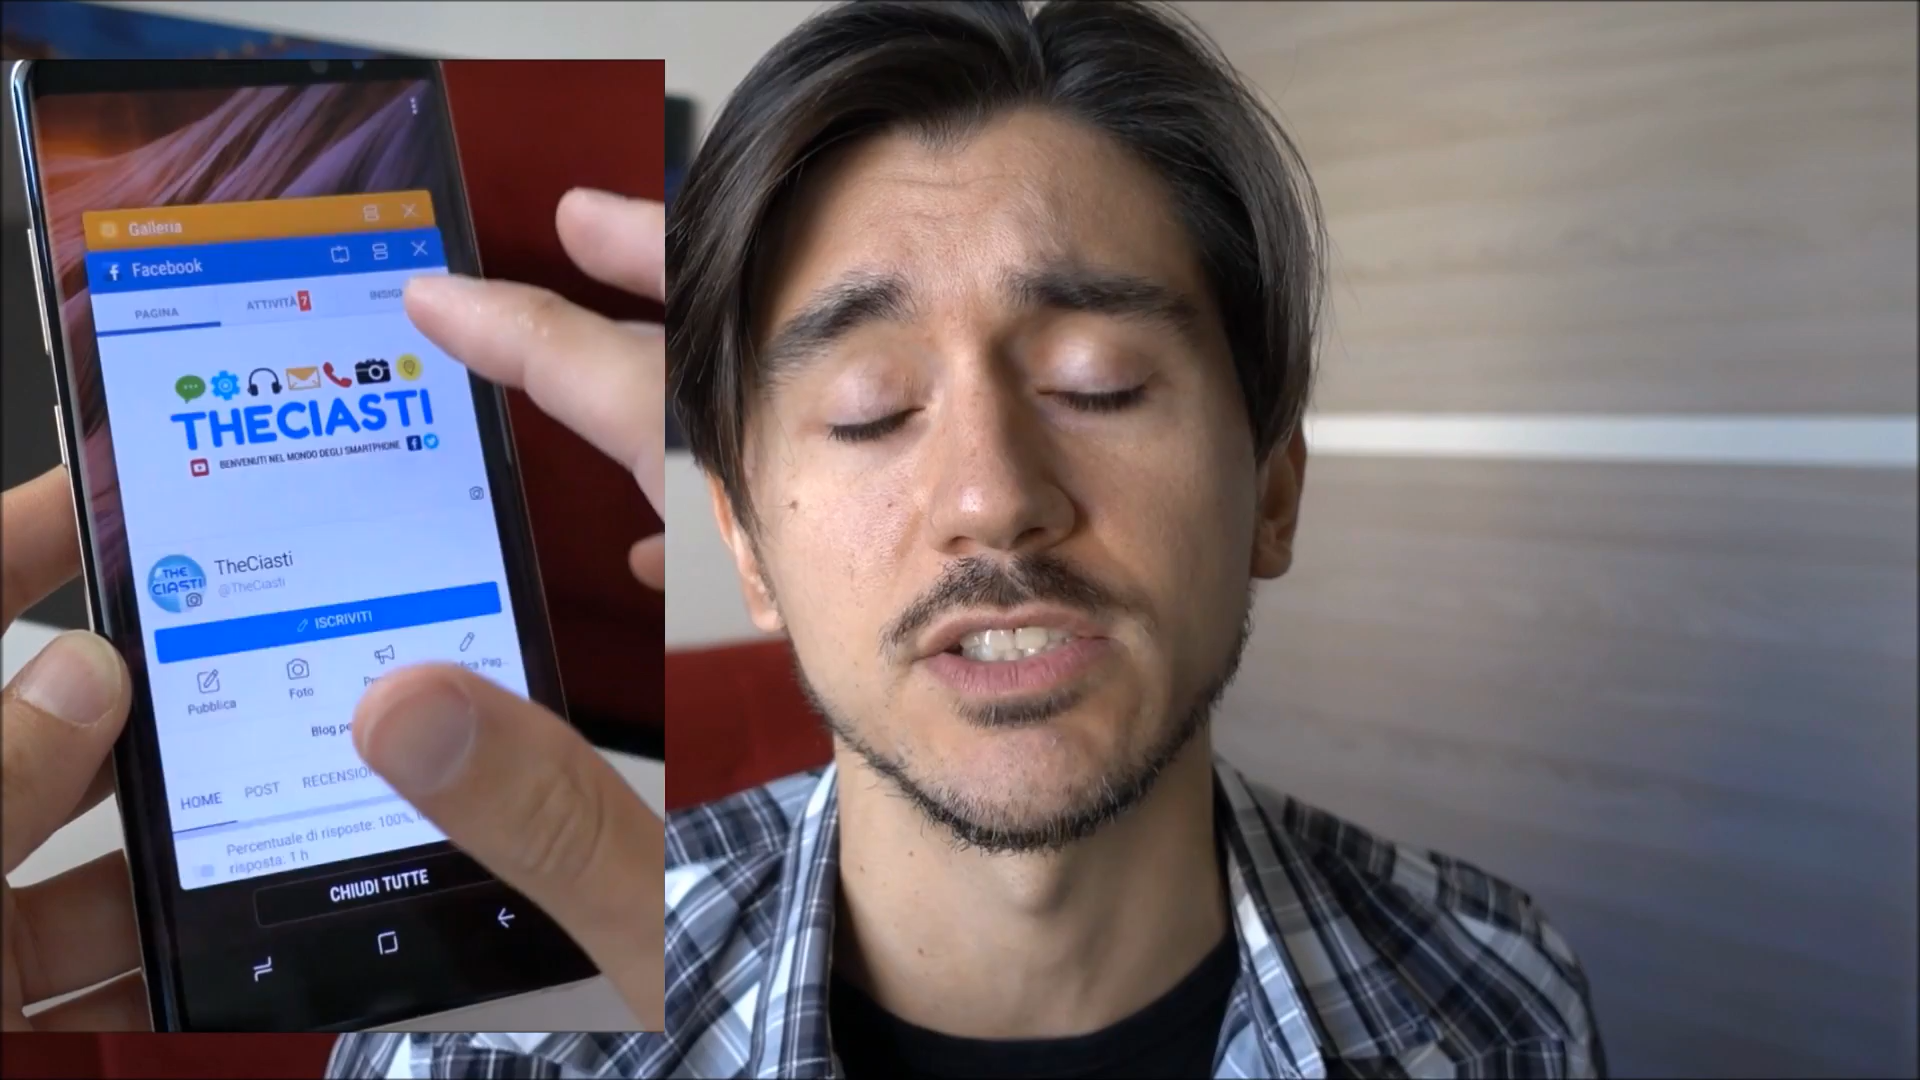 Galleria
Facebook
PAGINA
ATTIVITÀ 7
THECIASTI
BENVENUTI NEL MONDO DEGLI SMARTPHONE
THE
CIASTI
TheCiasti
@TheCiasti
ISCRIVITI
Pubblica
Foto
Blog
HOME
POST
Percentuale di risposte: 100%,
risposta: 1 h
CHIUDI TUTTE